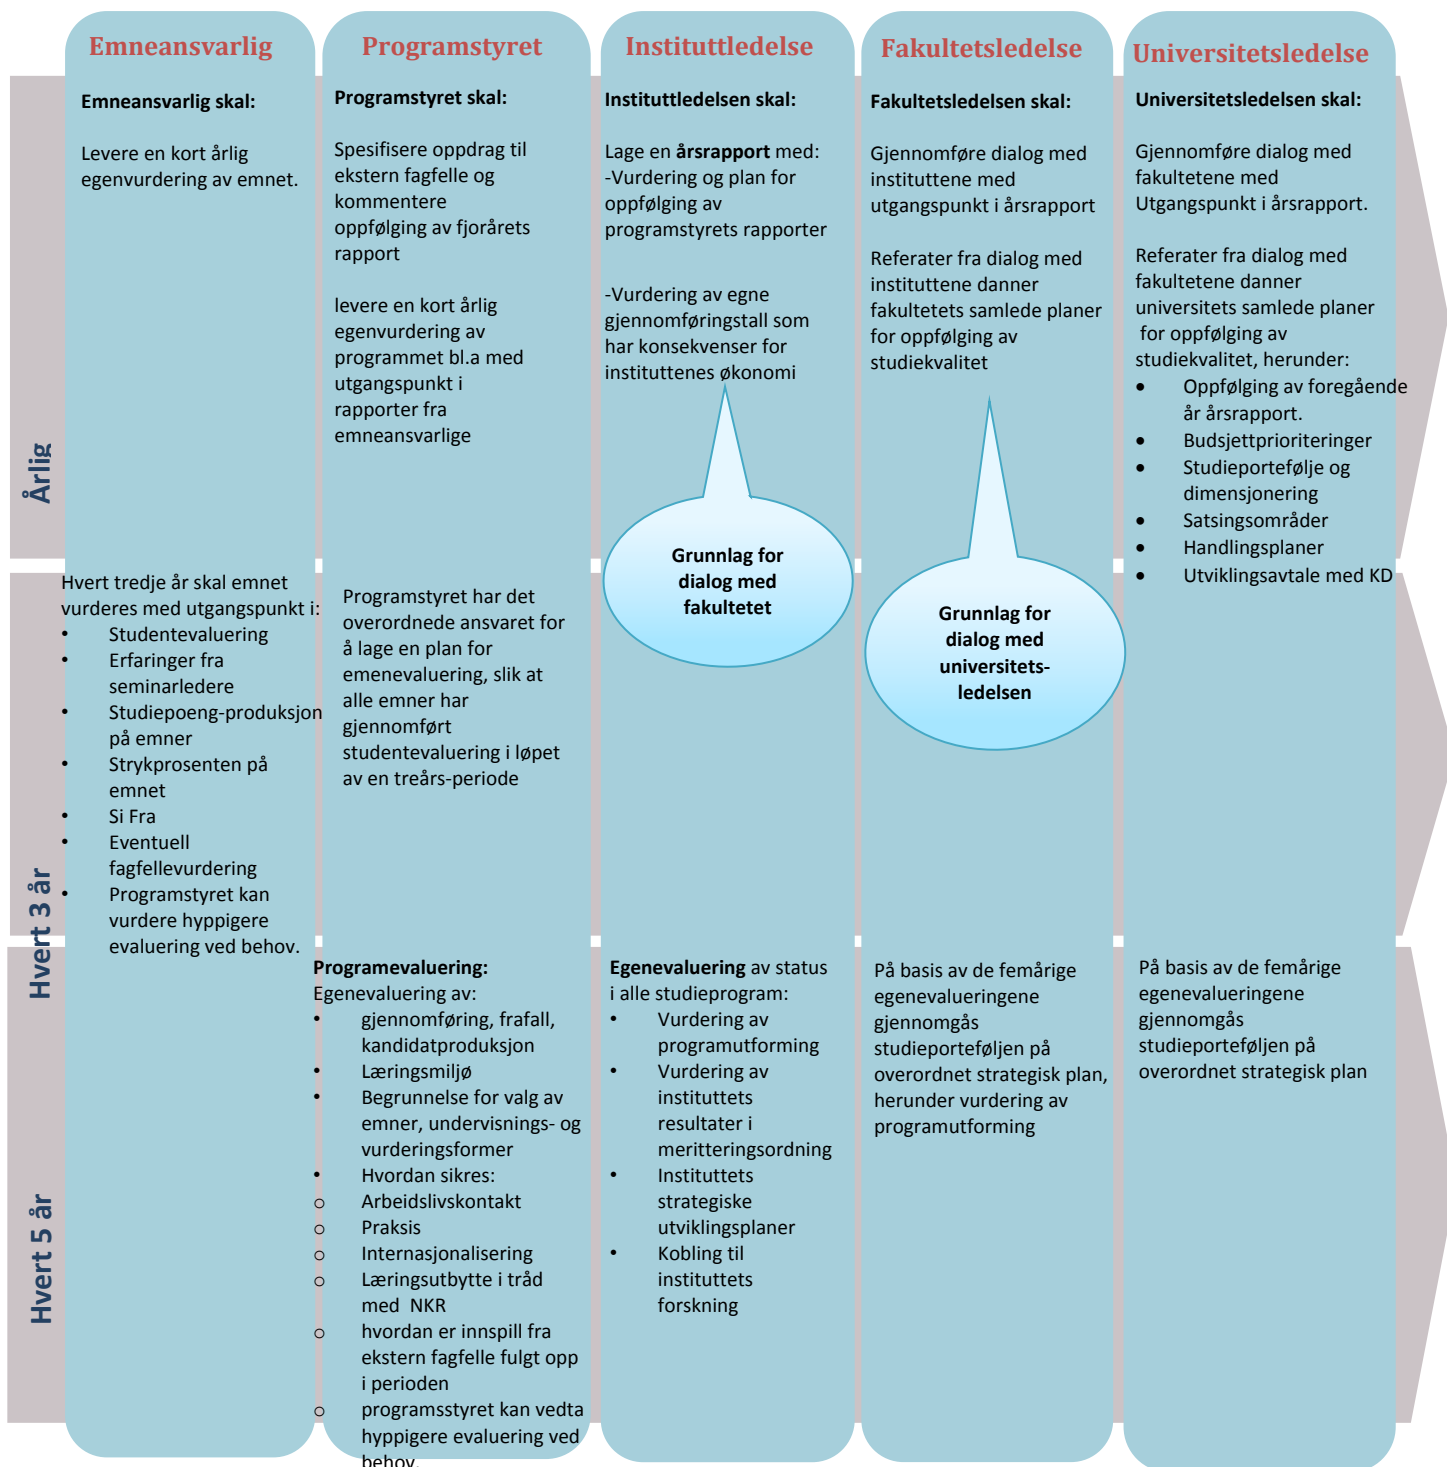 Emneansvarlig
Programstyret
Instituttledelse
Fakultetsledelse
Universitetsledelse
Årlig
Emneansvarlig skal:
Levere en kort årlig
egenvurdering av emnet.
Programstyret skal:
Spesifisere oppdrag til
ekstern fagfelle og
kommentere
oppfølging av fjorårets
rapport
levere en kort årlig
egenvurdering av
programmet bl.a med
utgangspunkt i
rapporter fra
emneansvarlige
Instituttledelsen skal:
Lage en årsrapport med:
-Vurdering og plan for
oppfølging av
programstyrets rapporter
-Vurdering av egne
gjennomføringstall som
har konsekvenser for
instituttenes økonomi
Grunnlag for
dialog med
fakultetet
Fakultetsledelsen skal:
Gjennomføre dialog med
instituttene med
utgangspunkt i årsrapport
Referater fra dialog med
instituttene danner
fakultetets samlede planer
for oppfølging av
studiekvalitet
Grunnlag for
dialog med
universitets-
ledelsen
Universitetsledelsen skal:
Gjennomføre dialog med
fakultetene med
Utgangspunkt i årsrapport.
Referater fra dialog med
fakultetene danner
universitets samlede planer
for oppfølging av
studiekvalitet, herunder:
• Oppfølging av foregående
år årsrapport.
• Budsjettprioriteringer
• Studieportefølje og
dimensjonering
• Satsingsområder
• Handlingsplaner
• Utviklingsavtale med KD
Hvert 3 år
Hvert tredje år skal emnet
vurderes med utgangspunkt i:
• Studentevaluering
• Erfaringer fra
seminarledere
• Studiepoeng-produksjon
på emner
• Strykprosenten på
emnet
• Si Fra
• Eventuell
fagfellevurdering
• Programstyret kan
vurdere hyppigere
evaluering ved behov.
Programstyret har det
overordnede ansvaret for
å lage en plan for
emenevaluering, slik at
alle emner har
gjennomført
studentevaluering i løpet
av en treårs-periode
Hvert 5 år
Programevaluering:
Egenevaluering av:
• gjennomføring, frafall,
kandidatproduksjon
• Læringsmiljø
• Begrunnelse for valg av
emner, undervisnings- og
vurderingsformer
• Hvordan sikres:
o Arbeidslivskontakt
o Praksis
o Internasjonalisering
o Læringsutbytte i tråd
med NKR
o hvordan er innspill fra
ekstern fagfelle fulgt opp
i perioden
o programsstyret kan vedta
hyppigere evaluering ved
behov.
Egenevaluering av status
i alle studieprogram:
• Vurdering av
programutforming
• Vurdering av
instituttets
resultater i
meritteringsordning
• Instituttets
strategiske
utviklingsplaner
• Kobling til
instituttets
forskning
På basis av de femårige
egenevalueringene
gjennomgås
studieporteføljen på
overordnet strategisk plan,
herunder vurdering av
programutforming
På basis av de femårige
egenevalueringene
gjennomgås
studieporteføljen på
overordnet strategisk plan